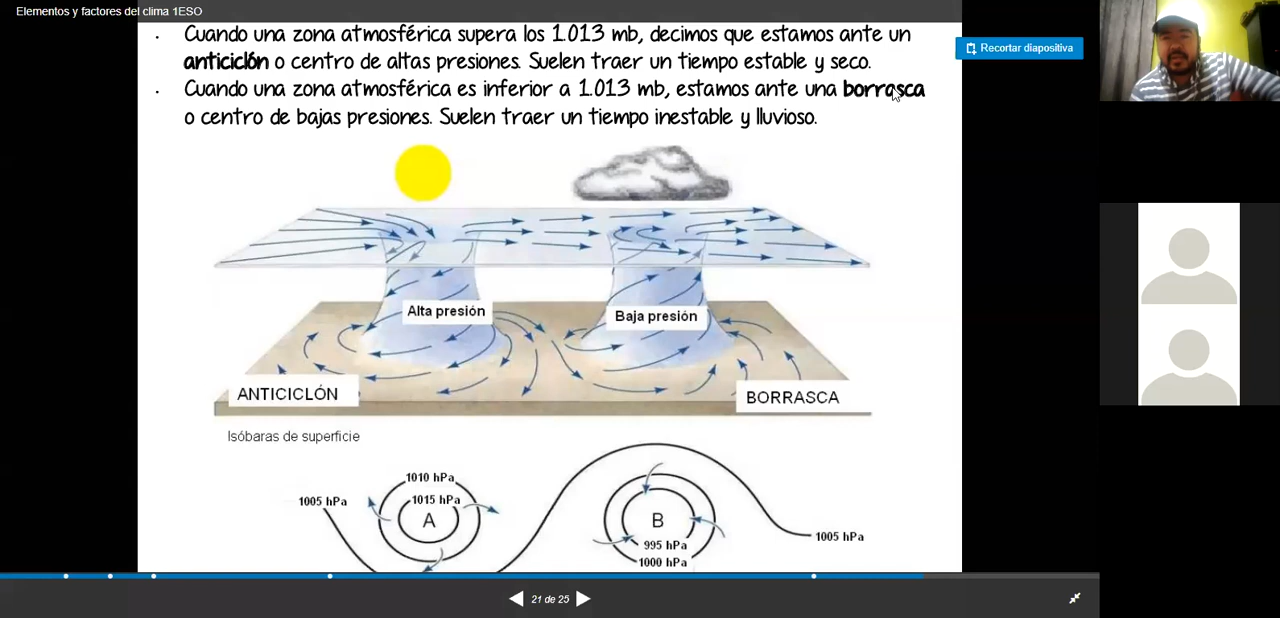 Elementos y factores del clima 1ESO
• Cuando una zona atmosférica supera los 1.013 mb, decimos que estamos ante un
anticiclón o centro de altas presiones. Suelen traer un tiempo estable y seco.
• Cuando una zona atmosférica es inferior a 1.013 mb, estamos ante una borrasca
o centro de bajas presiones. Suelen traer un tiempo inestable y lluvioso.
Recortar diapositiva
Alta presión
Baja presión
ANTICICLÓN
BORRASCA
Isóbaras de superficie
1010 hPa
1005 hPa
1015 hPa
A
B
995 hPa
1000 hPa
1005 hPa
21 de 25